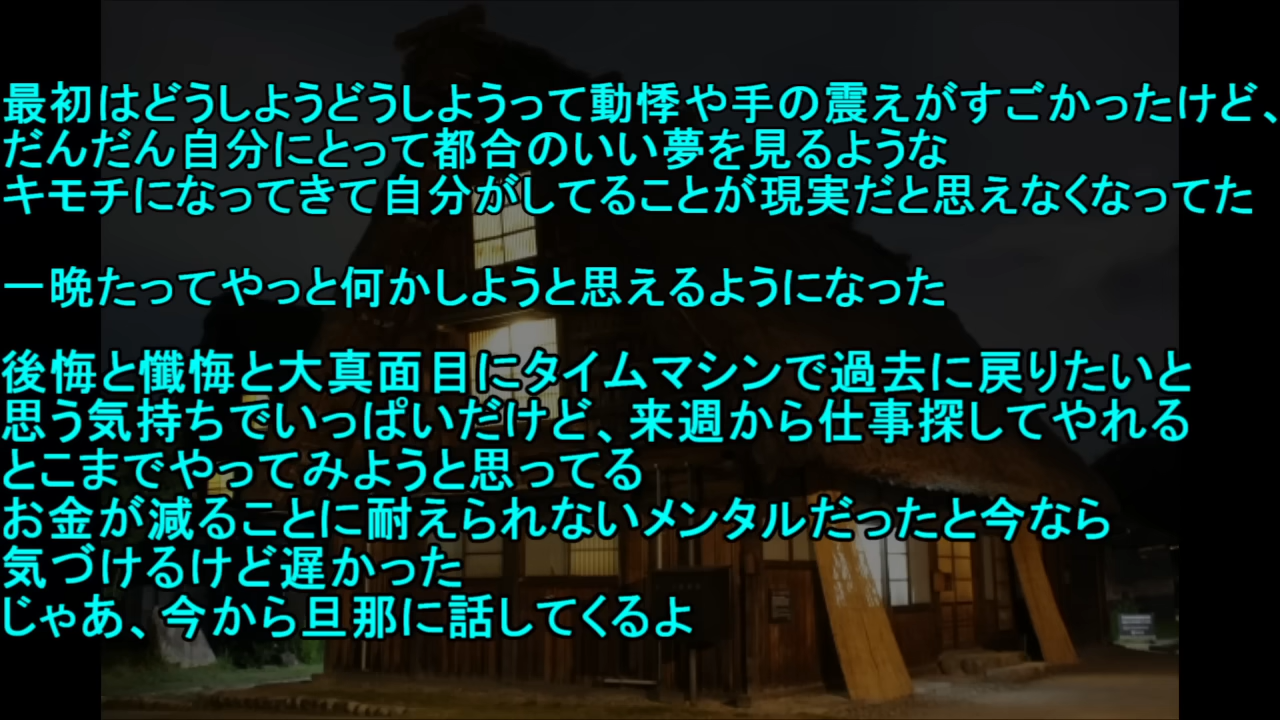 最初はどうしようどうしようって動悸や手の震えがすごかったけど、
だんだん自分にとって都合のいい夢を見るような
キモチになってきて自分がしてることが現実だと思えなくなってた
一晩たってやっと何かしようと思えるようになった
後悔と懺悔と大真面目にタイムマシンで過去に戻りたいと
思う気持ちでいっぱいだけど、来週から仕事探してやれる
とこまでやってみようと思ってる
お金が減ることに耐えられないメンタルだったと今なら
気づけるけど遅かった
じゃあ、今から旦那に話してくるよ